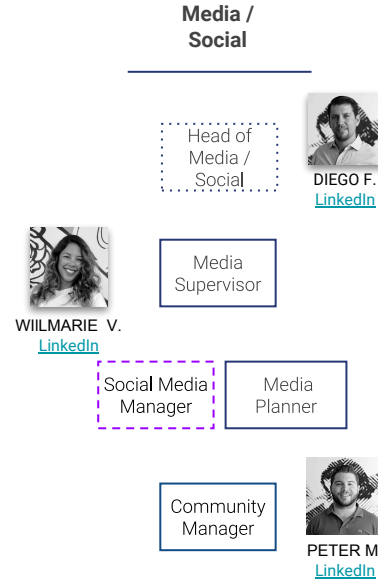 Media /
Social
Head of
Media /
Social
DIEGO F.
LinkedIn
Media
Supervisor
WIILMARIE V.
LinkedIn
Social Media
Manager
Media
Planner
Community
Manager
PETER M
LinkedIn